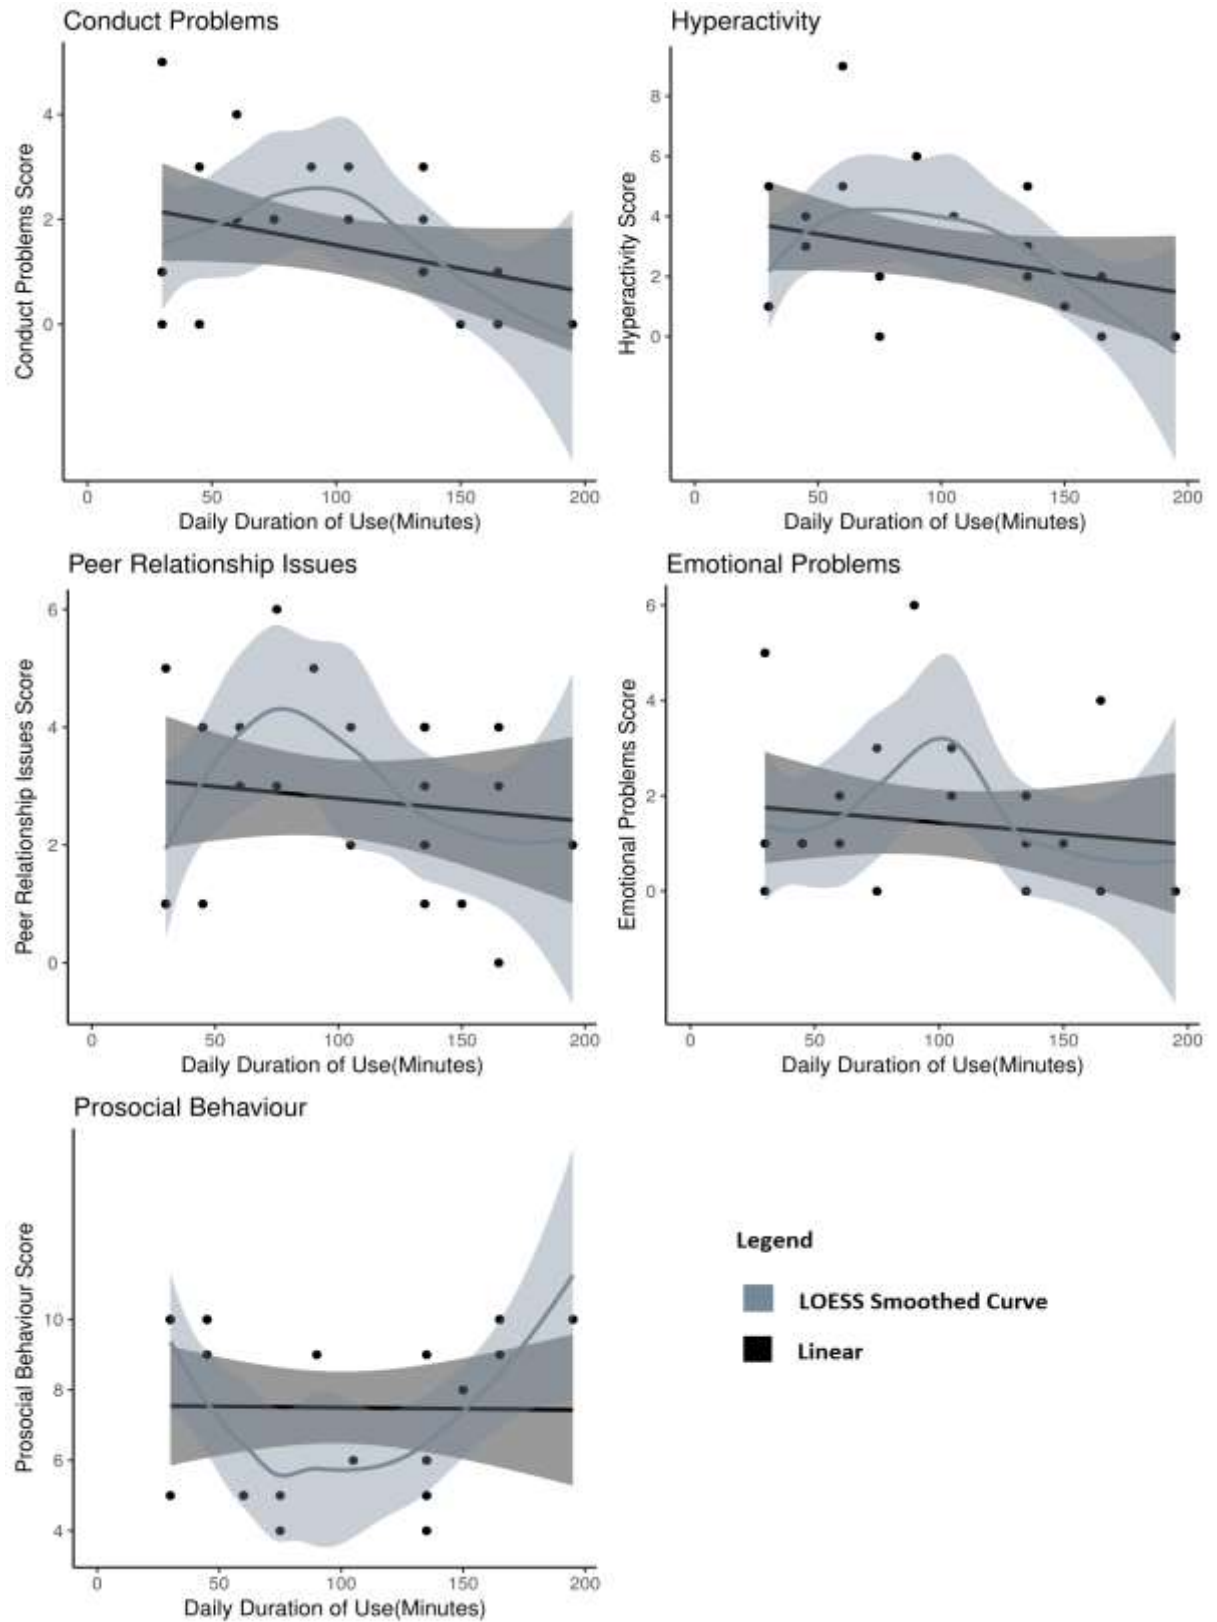 Conduct Problems
Conduct Problems Score
4
2
0
0 50 100 150 200
Daily Duration of Use(Minutes)
Hyperactivity
Hyperactivity Score
8
6
4
2
0
0 50 100 150 200
Daily Duration of Use(Minutes)
Peer Relationship Issues
Peer Relationship Issues Score
6
4
2
0
0 50 100 150 200
Daily Duration of Use(Minutes)
Emotional Problems
Emotional Problems Score
6
4
2
0
0 50 100 150 200
Daily Duration of Use(Minutes)
Prosocial Behaviour
Prosocial Behaviour Score
10
8
6
4
0 50 100 150 200
Daily Duration of Use(Minutes)
Legend
LOESS Smoothed Curve
Linear